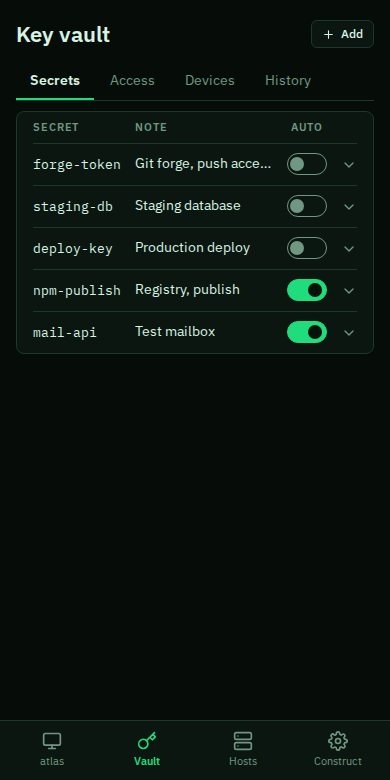 Key vault
Add
Secrets Access Devices History
SECRET NOTE AUTO
forge-token Git forge, push acce...
staging-db Staging database
deploy-key Production deploy
npm-publish Registry, publish
mail-api Test mailbox
atlas Vault Hosts Construct